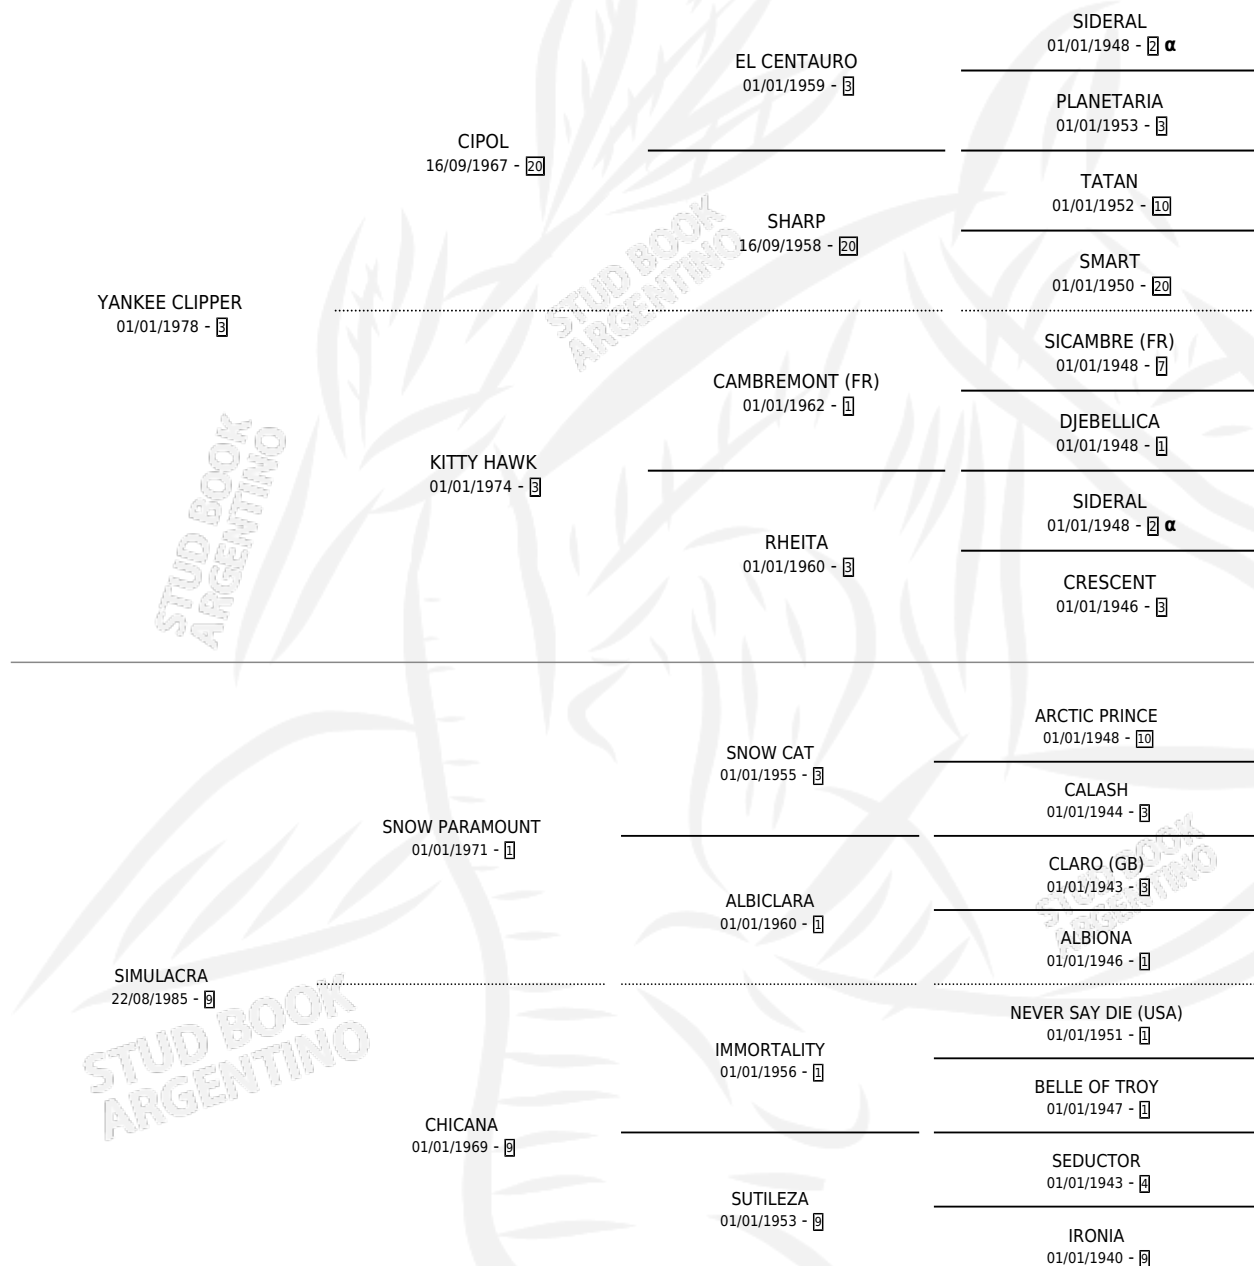 SIDERAL
01/01/1948 - 2 α
EL CENTAURO
01/01/1959 - 3
PLANETARIA
01/01/1953 - 3
CIPOL
16/09/1967 - 20
TATAN
01/01/1952 - 10
SHARP
16/09/1958 - 20
SMART
01/01/1950 - 20
YANKEE CLIPPER
01/01/1978 - 3
SICAMBRE (FR)
01/01/1948 - 7
CAMBREMONT (FR)
01/01/1962 - 1
DJEBELLICA
01/01/1948 - 1
KITTY HAWK
01/01/1974 - 3
SIDERAL
01/01/1948 - 2 α
RHEITA
01/01/1960 - 3
CRESCENT
01/01/1946 - 3
ARCTIC PRINCE
01/01/1948 - 10
SNOW CAT
01/01/1955 - 3
CALASH
01/01/1944 - 3
SNOW PARAMOUNT
01/01/1971 - 1
CLARO (GB)
01/01/1943 - 3
ALBICLARA
01/01/1960 - 1
ALBIONA
01/01/1946 - 1
SIMULACRA
22/08/1985 - 9
NEVER SAY DIE (USA)
01/01/1951 - 1
IMMORTALITY
01/01/1956 - 1
BELLE OF TROY
01/01/1947 - 1
CHICANA
01/01/1969 - 9
SEDUCTOR
01/01/1943 - 4
SUTILEZA
01/01/1953 - 9
IRONIA
01/01/1940 - 9
STUD BOOK
ARGENTINO
STUD BOOK
ARGENTINO
STUD BOOK
ARGENTINO
STUD BOOK
ARGENTINO